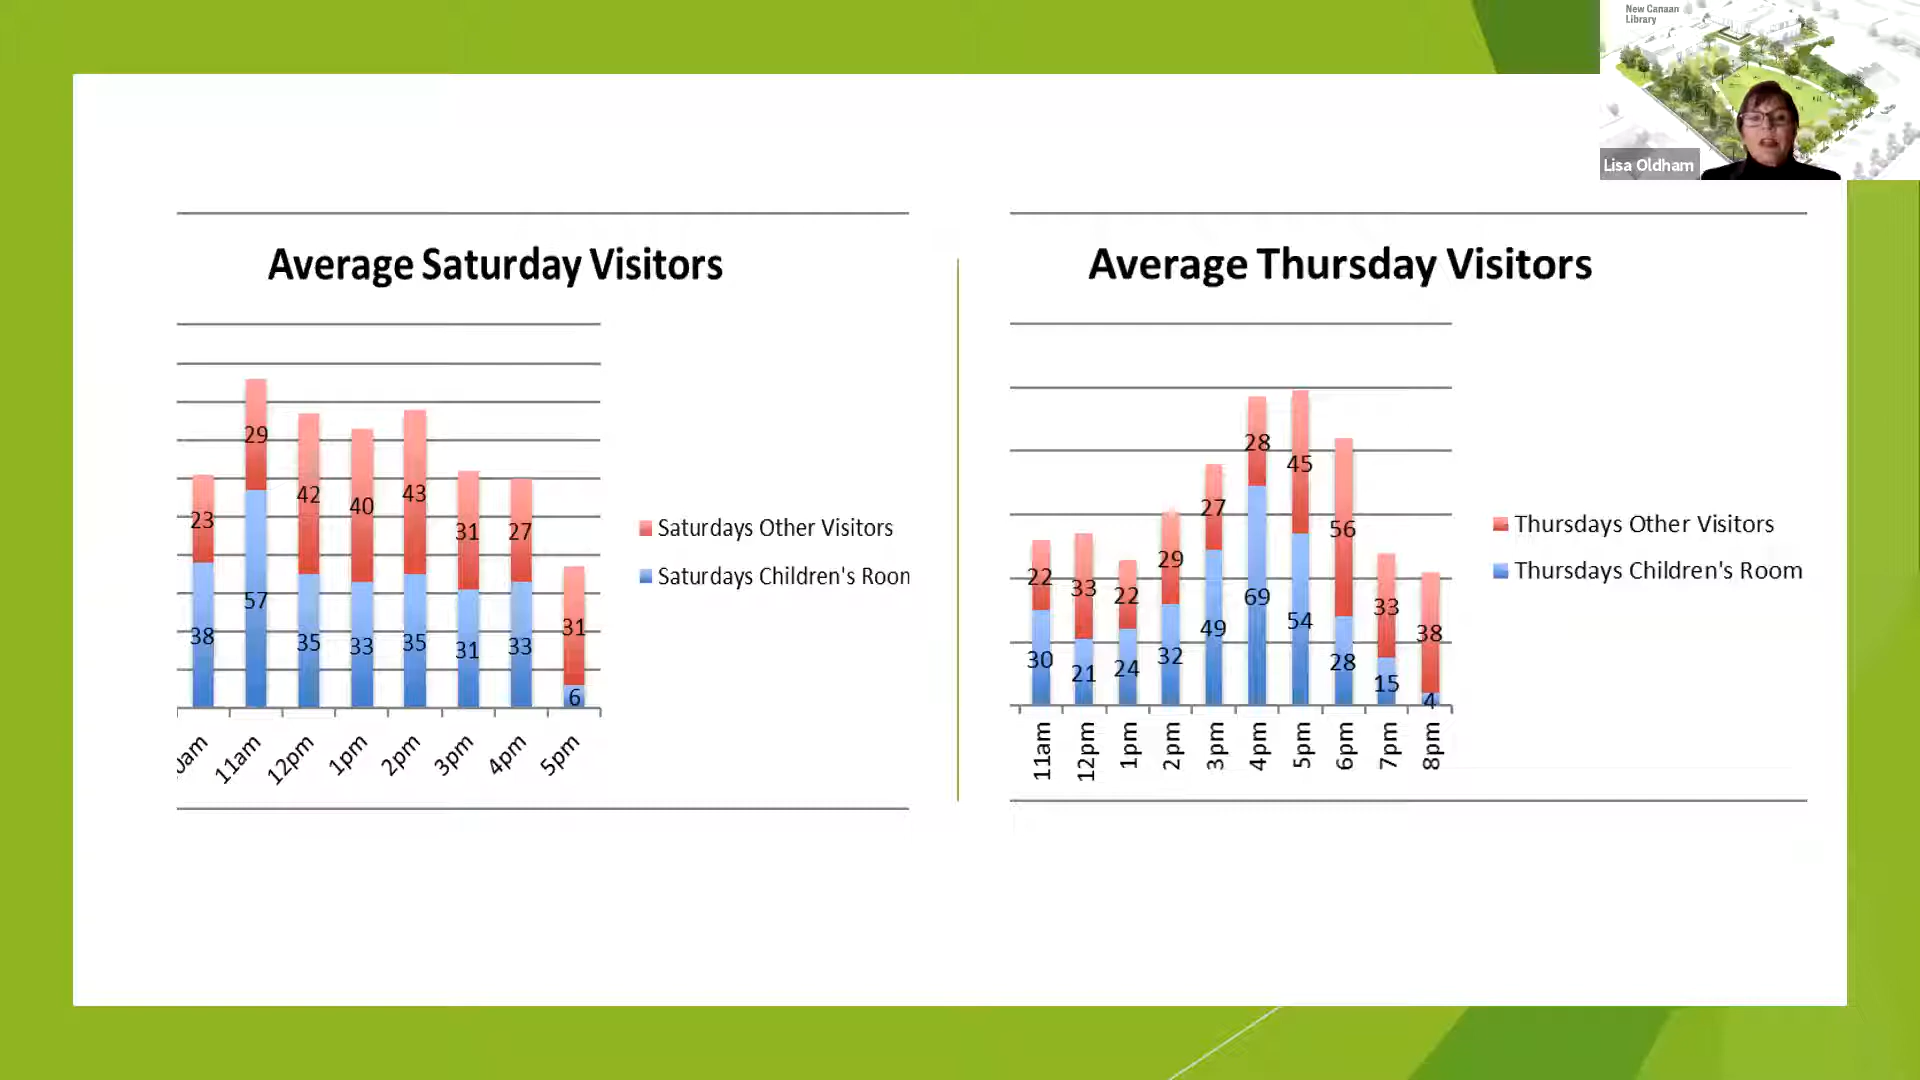 New Canaan
Library
Lisa Oldham
Average Saturday Visitors
29
23
42
40
43
31
27
31
38
57
35
33
35
31
33
6
Saturdays Other Visitors
Saturdays Children's Roon
0am
11am
12pm
1pm
2pm
3pm
4pm
5pm
Average Thursday Visitors
22
33
22
29
27
28
45
56
33
38
30
21
24
32
49
69
54
28
15
4
Thursdays Other Visitors
Thursdays Children's Room
11am
12pm
1pm
2pm
3pm
4pm
5pm
6pm
7pm
8pm